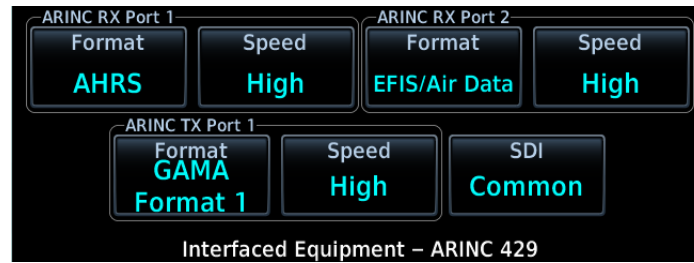 ARINC RX Port 1
ARINC RX Port 2
Format
Speed
Format
Speed
AHRS
High
EFIS/Air Data
High
ARINC TX Port 1
Format
Speed
SDI
GAMA
Format 1
High
Common
Interfaced Equipment – ARINC 429